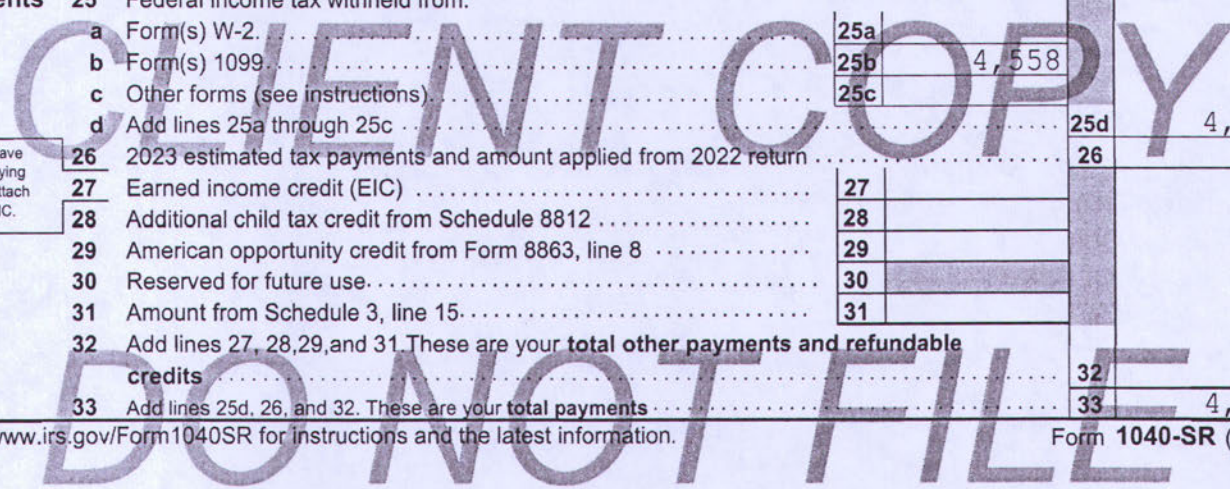 ents 25 Federal income tax withheld from:
a Form(s) W-2. 25a
b Form(s) 1099. 25b 4,558
c Other forms (see instructions). 25c
d Add lines 25a through 25c 25d 4,
ave 26 2023 estimated tax payments and amount applied from 2022 return 26
ying 27 Earned income credit (EIC) 27
ttach
IC. 28 Additional child tax credit from Schedule 8812 28
29 American opportunity credit from Form 8863, line 8 29
30 Reserved for future use 30
31 Amount from Schedule 3, line 15 31
32 Add lines 27, 28,29,and 31.These are your total other payments and refundable
credits 32
33 Add lines 25d, 26, and 32. These are your total payments 33 4,
www.irs.gov/Form1040SR for instructions and the latest information. Form 1040-SR (
CLIENT COPY
DO NOT FILE